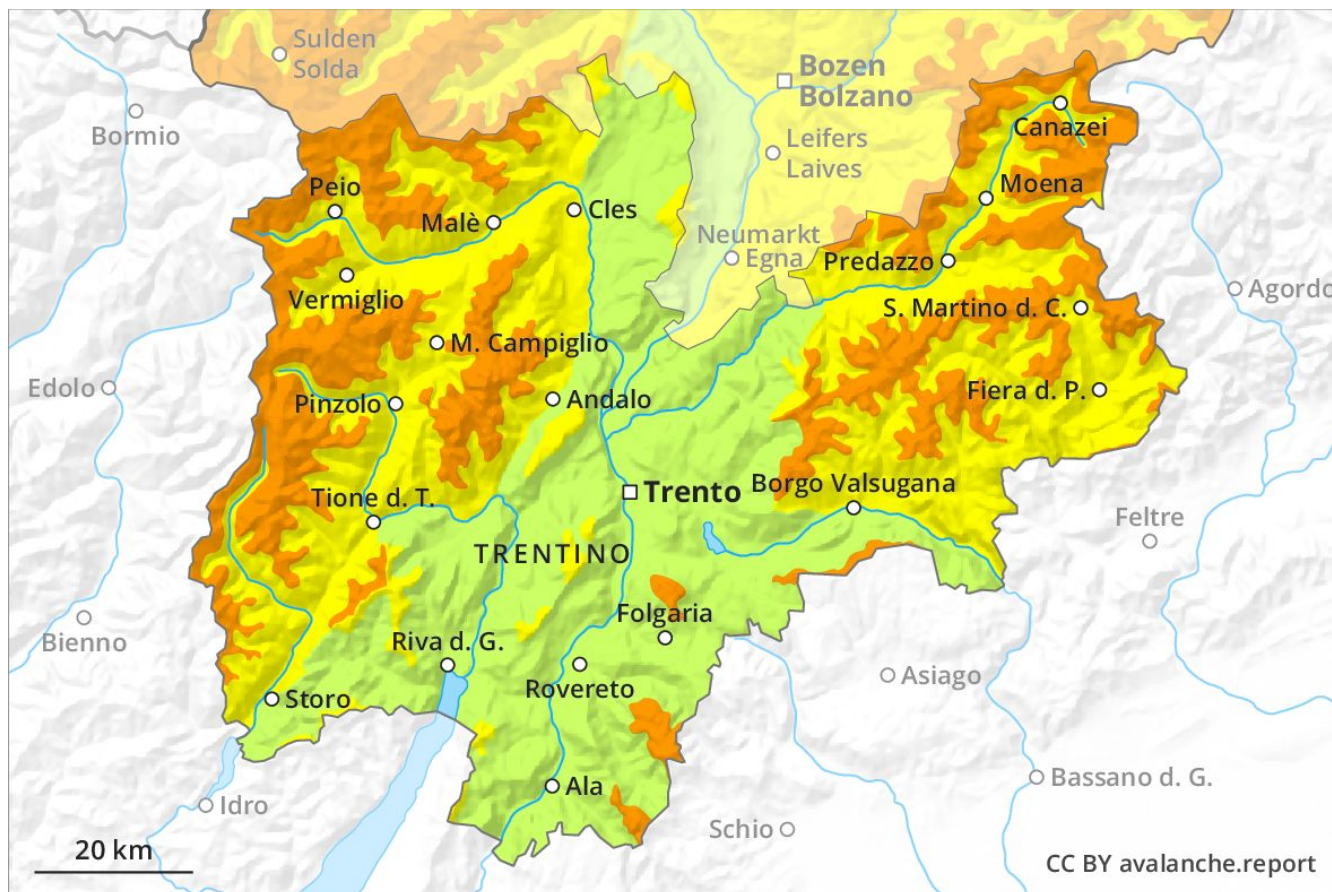 Sulden
Solda
Bozen
Bolzano
Bormio
Canazei
Leifers
Laives
Peio
Moena
Malè
Cles
Neumarkt
Egna
Predazzo
Vermiglio
Agordo
S. Martino d. C.
M. Campiglio
Edolo
Fiera d. P.
Pinzolo
Andalo
Trento
Borgo Valsugana
Tione d. T.
Feltre
TRENTINO
Folgaria
Bienno
Riva d. G.
Asiago
Rovereto
Storo
Bassano d. G.
Ala
Idro
Schio
20 km
CC BY avalanche.report